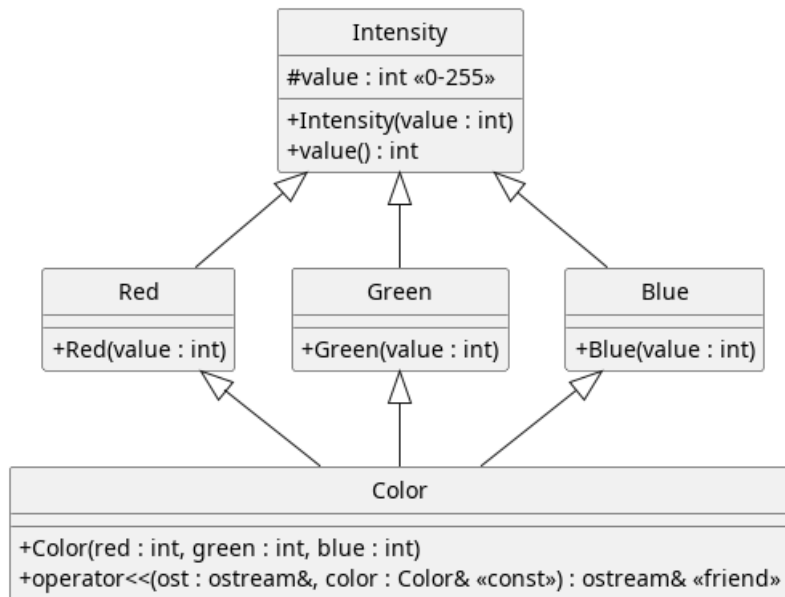 Intensity
#value : int «0-255»
+Intensity(value : int)
+value() : int
Red
Green
Blue
+Red(value : int)
+Green(value : int)
+Blue(value : int)
Color
+Color(red : int, green : int, blue : int)
+operator<<(ost : ostream&, color : Color& «const») : ostream& «friend»